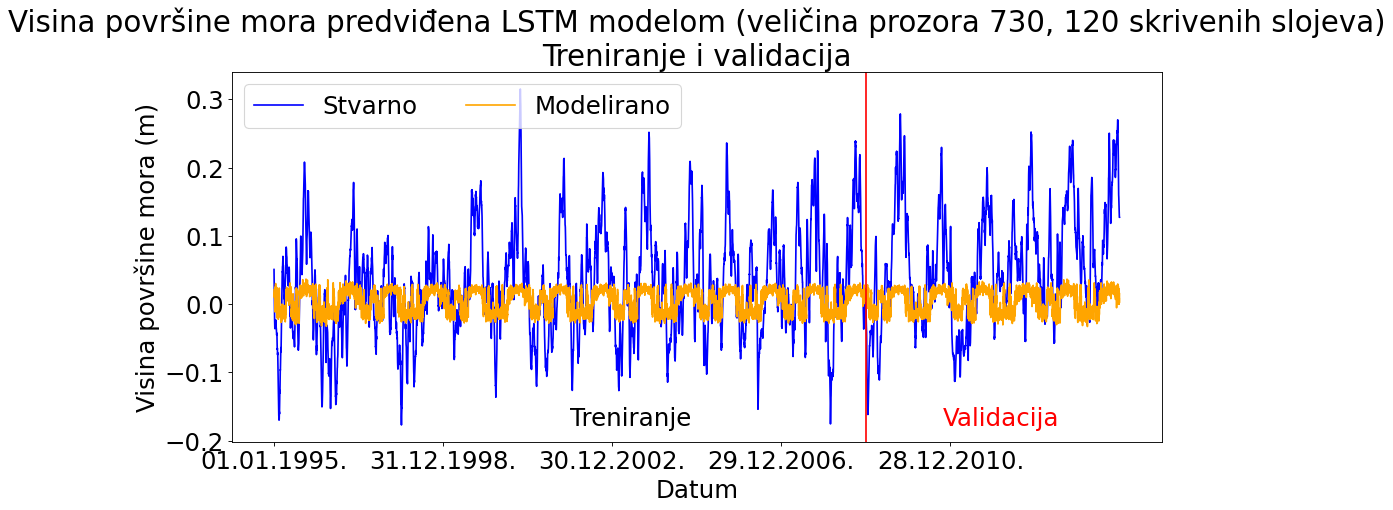 Visina površine mora predviđena LSTM modelom (veličina prozora 730, 120 skrivenih slojeva)
Treniranje i validacija
Stvarno
Modelirano
Visina površine mora (m)
0.3
0.2
0.1
0.0
−0.1
−0.2
Treniranje
Validacija
01.01.1995.
31.12.1998.
30.12.2002.
29.12.2006.
28.12.2010.
Datum